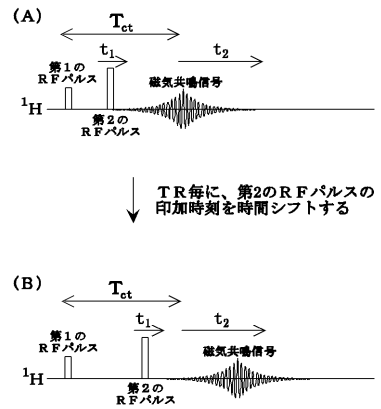 (A)
Tct
t1
t2
第1の
RFパルス
磁気共鳴信号
1H
第2の
RFパルス
TR毎に、第2のRFパルスの
印加時刻を時間シフトする
(B)
Tct
t1
t2
第1の
RFパルス
磁気共鳴信号
1H
第2の
RFパルス